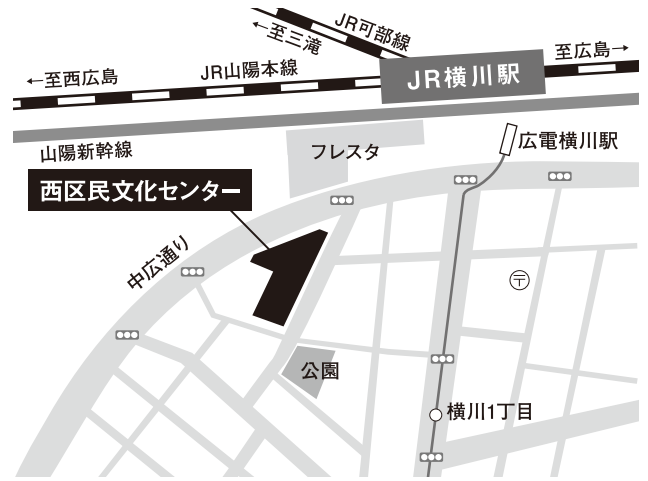 JR可部線
←至三滝
至広島→
←至西広島
JR山陽本線
JR横川駅
山陽新幹線
フレスタ
広電横川駅
西区民文化センター
中広通り
〒
公園
横川1丁目